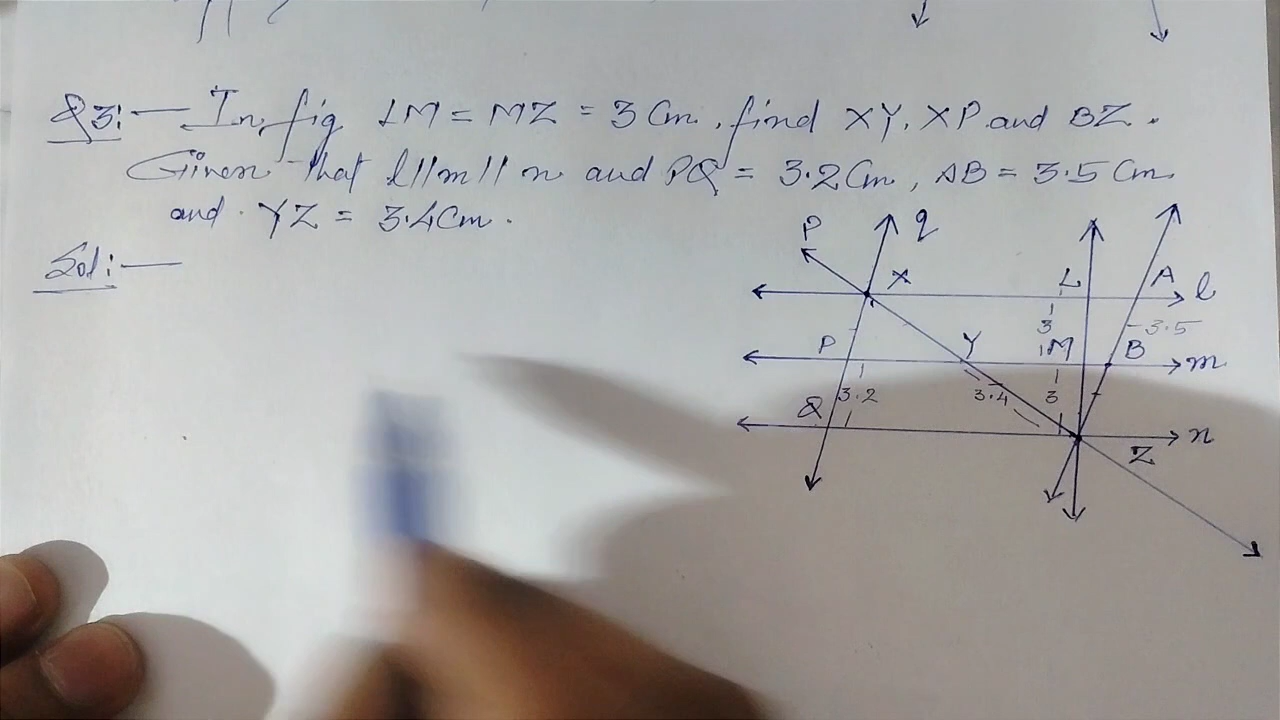 Q3:— In fig LM = MZ = 3 Cm, find XY, XP and BZ.
Given that l||m|| n and PQ = 3.2 Cm, AB = 3.5 Cm
and YZ = 3.4 Cm.
Sol:—
P q
X L A l
3 3.5
P Y M B m
3.2 3.4 3
Q n
Z